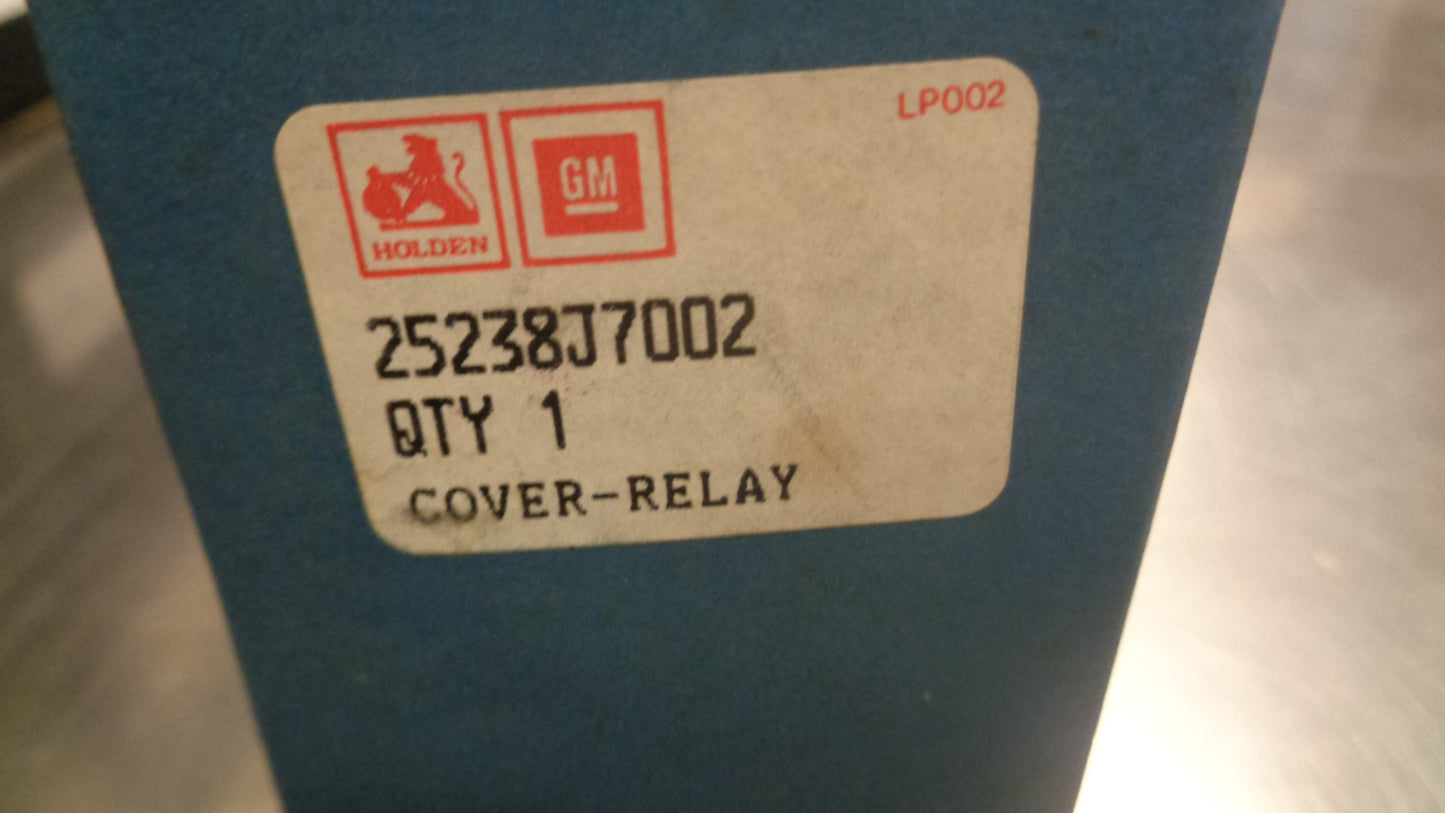 HOLDEN
GM
LP002
25238J7002
QTY 1
COVER-RELAY